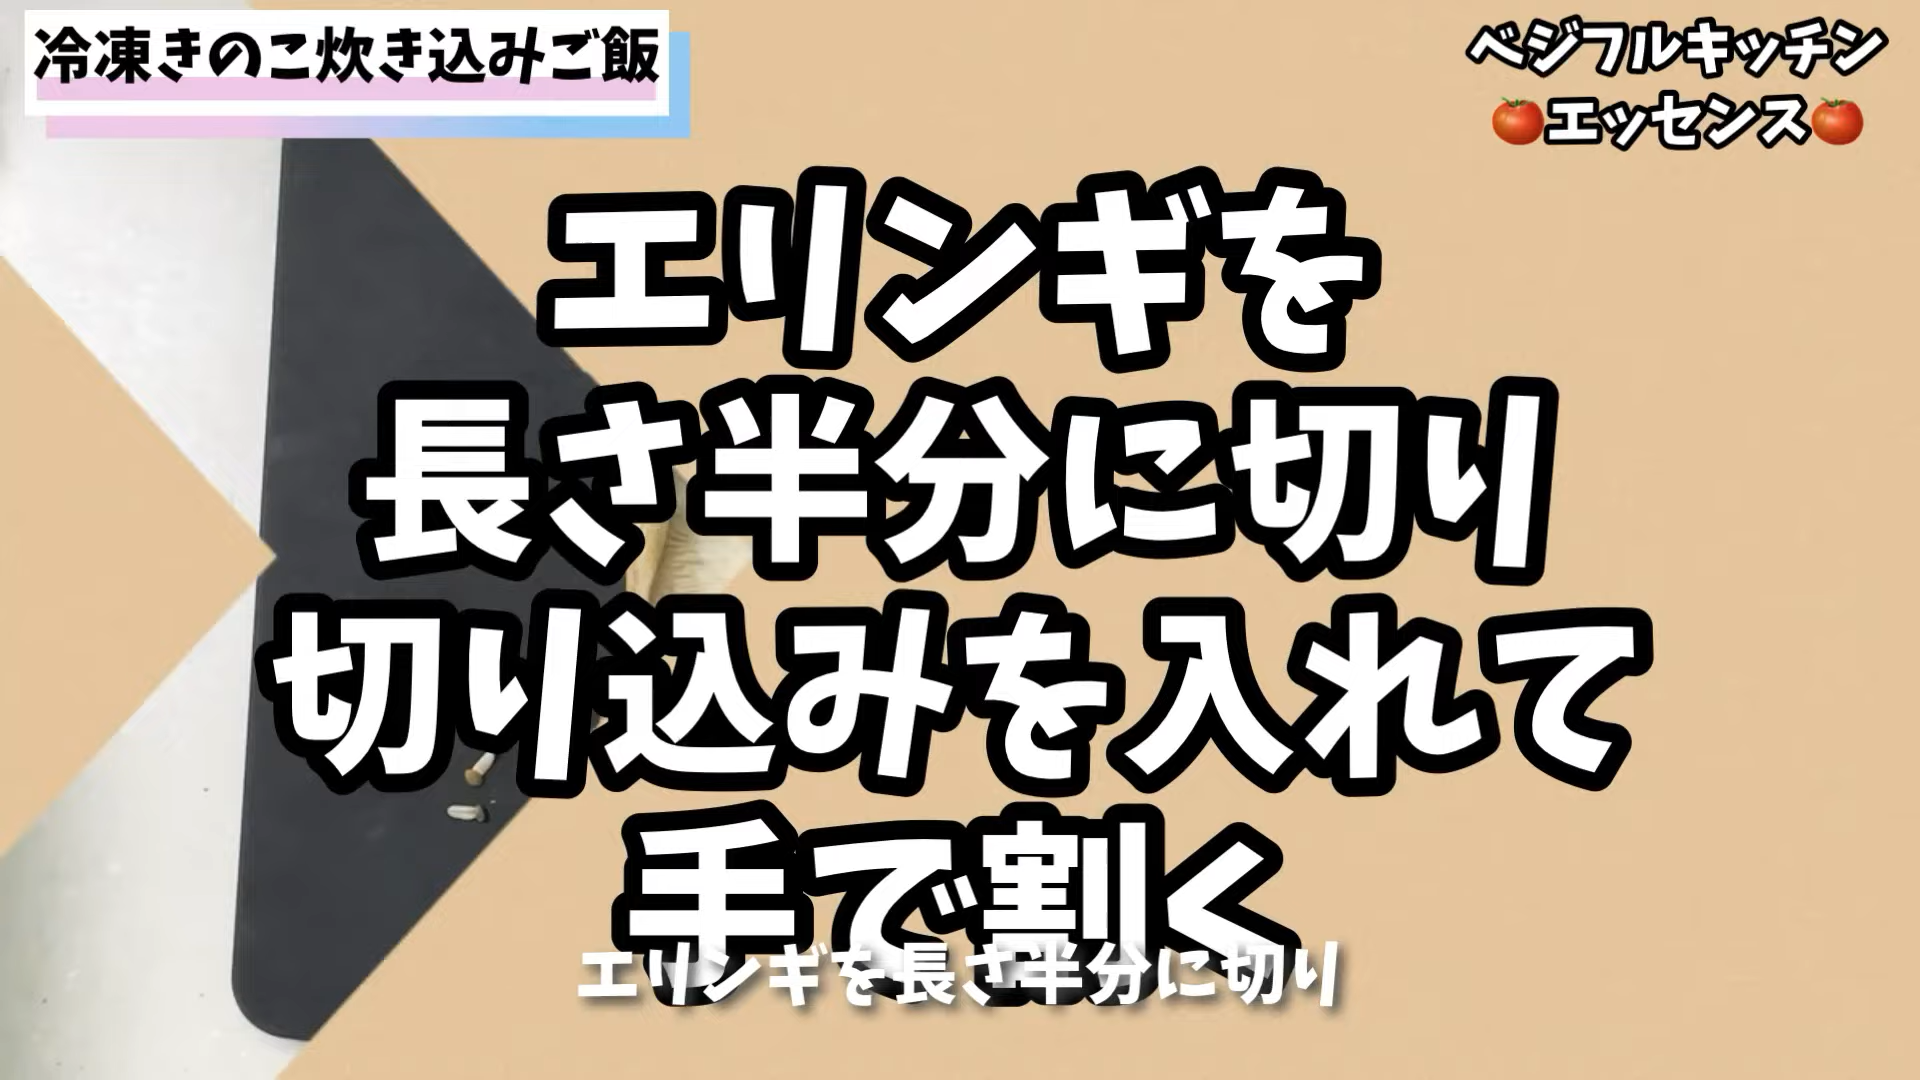 冷凍きのこ炊き込みご飯
ベジフルキッチン
🍅エッセンス🍅
エリンギを
長さ半分に切り
切り込みを入れて
手で割く
エリンギを長さ半分に切り